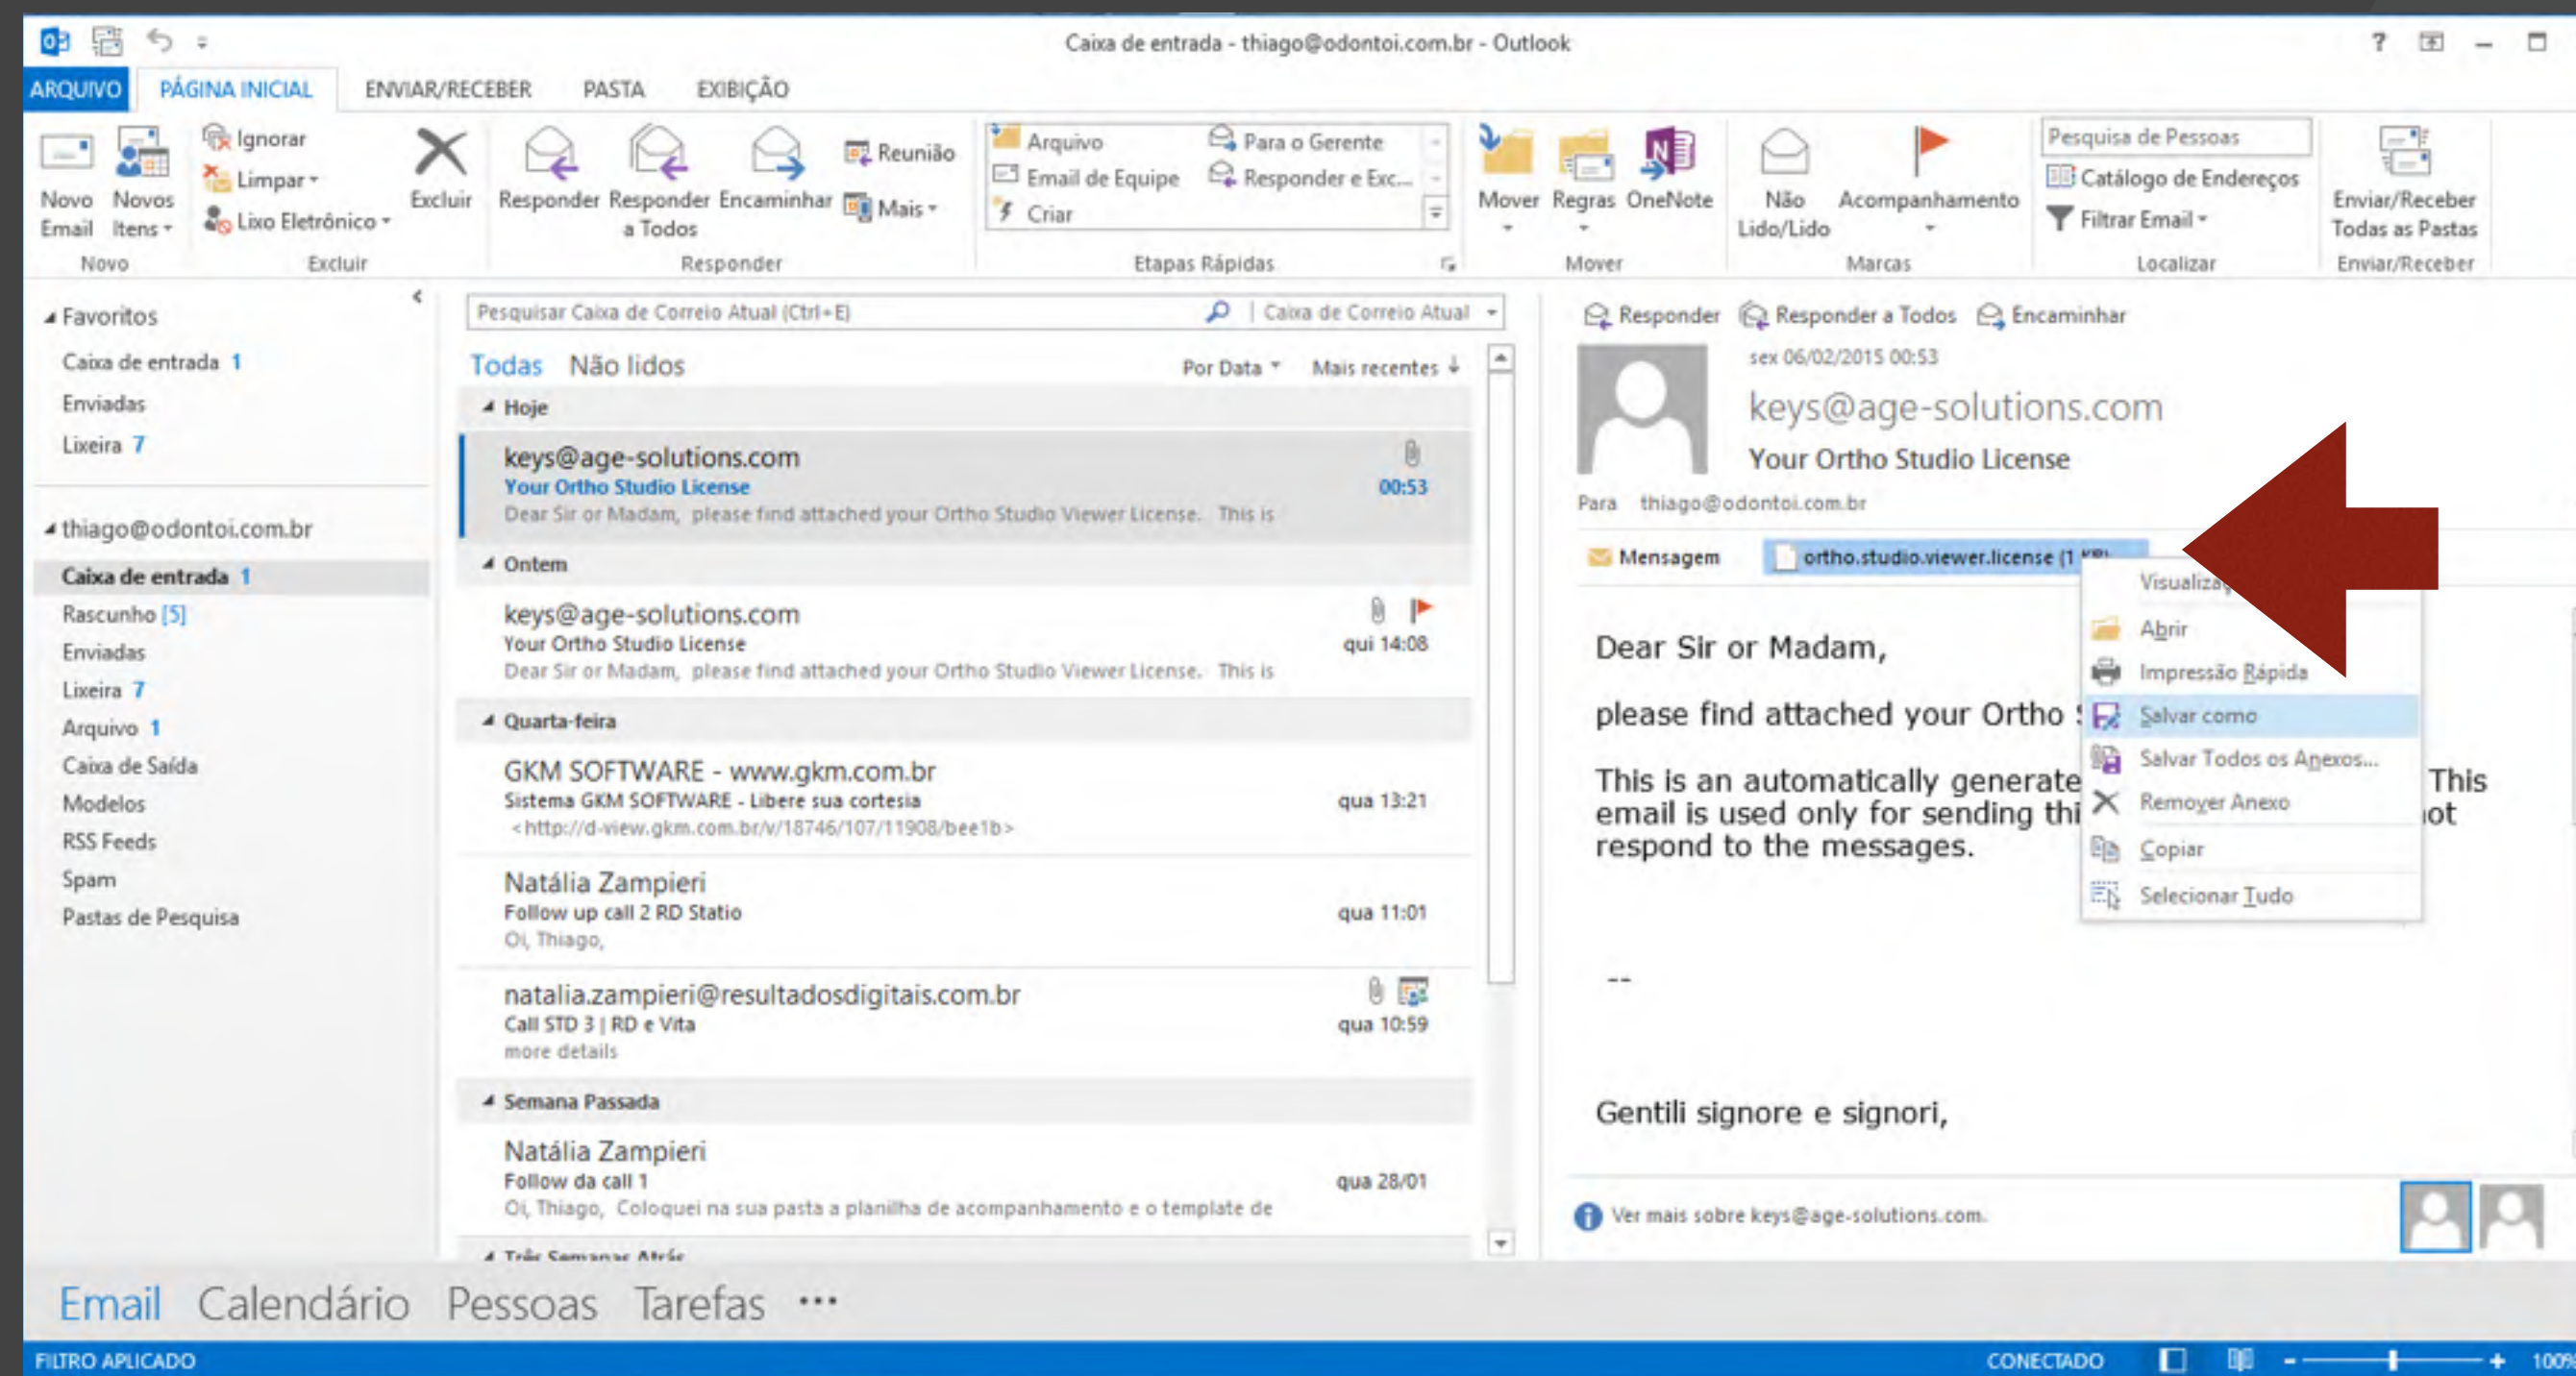 Caixa de entrada - thiago@odontoi.com.br - Outlook
ARQUIVO PÁGINA INICIAL ENVIAR/RECEBER PASTA EXIBIÇÃO
Novo Email
Novos Itens
Novo
Ignorar
Limpar
Lixo Eletrônico
Excluir
Excluir
Responder
Responder a Todos
Encaminhar
Reunião
Mais
Responder
Arquivo
Email de Equipe
Criar
Para o Gerente
Responder e Exc...
Etapas Rápidas
Mover
Regras
OneNote
Mover
Não Lido/Lido
Acompanhamento
Marcas
Pesquisa de Pessoas
Catálogo de Endereços
Filtrar Email
Localizar
Enviar/Receber
Todas as Pastas
Enviar/Receber
Favoritos
Caixa de entrada 1
Enviadas
Lixeira 7
thiago@odontoi.com.br
Caixa de entrada 1
Rascunho [5]
Enviadas
Lixeira 7
Arquivo 1
Caixa de Saída
Modelos
RSS Feeds
Spam
Pastas de Pesquisa
Pesquisar Caixa de Correio Atual (Ctrl+E) Caixa de Correio Atual
Todas Não lidos Por Data Mais recentes
Hoje
keys@age-solutions.com
Your Ortho Studio License 00:53
Dear Sir or Madam, please find attached your Ortho Studio Viewer License. This is
Ontem
keys@age-solutions.com
Your Ortho Studio License qui 14:08
Dear Sir or Madam, please find attached your Ortho Studio Viewer License. This is
Quarta-feira
GKM SOFTWARE - www.gkm.com.br
Sistema GKM SOFTWARE - Libere sua cortesia qua 13:21
<http://d-view.gkm.com.br/v/18746/107/11908/bee1b>
Natália Zampieri
Follow up call 2 RD Statio qua 11:01
Oi, Thiago,
natalia.zampieri@resultadosdigitais.com.br
Call STD 3 | RD e Vita qua 10:59
more details
Semana Passada
Natália Zampieri
Follow da call 1 qua 28/01
Oi, Thiago, Coloquei na sua pasta a planilha de acompanhamento e o template de
Três Semanas Atrás
Responder Responder a Todos Encaminhar
sex 06/02/2015 00:53
keys@age-solutions.com
Your Ortho Studio License
Para thiago@odontoi.com.br
Mensagem ortho.studio.viewer.license (1 KB)
Dear Sir or Madam,
please find attached your Ortho
This is an automatically generate This
email is used only for sending thi
respond to the messages.
--
Gentili signore e signori,
Abrir
Impressão Rápida
Salvar como
Salvar Todos os Anexos...
Remover Anexo
Copiar
Selecionar Tudo
Ver mais sobre keys@age-solutions.com.
Email Calendário Pessoas Tarefas ...
FILTRO APLICADO CONECTADO 100%